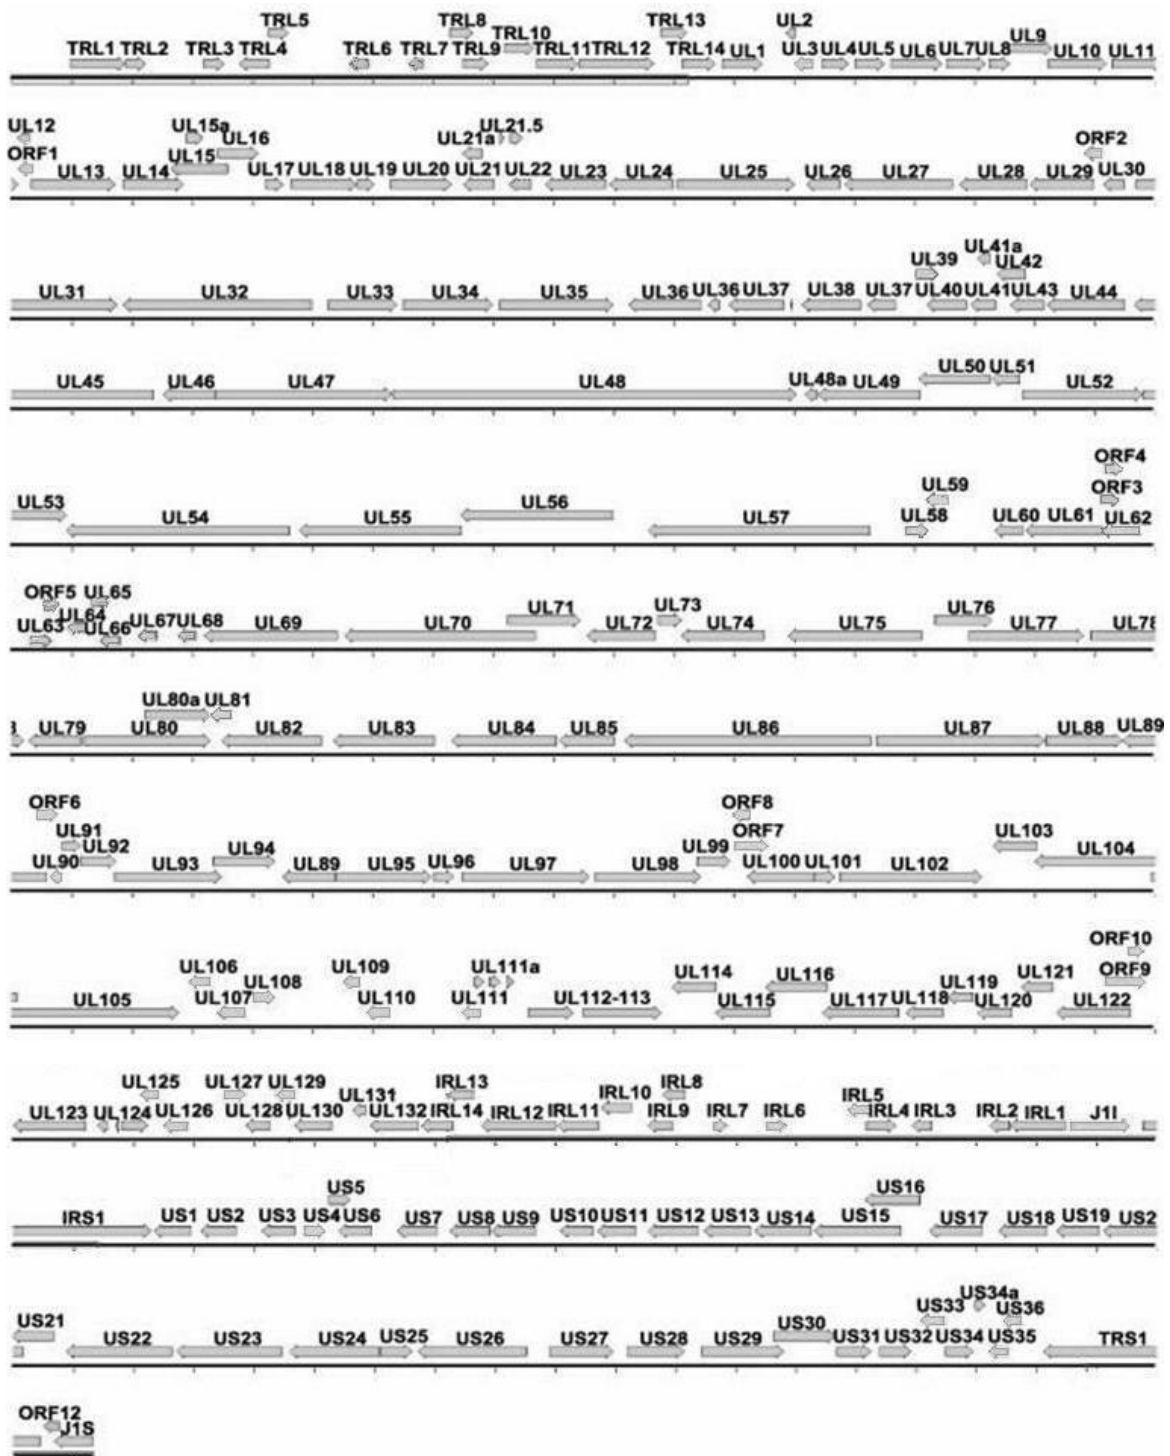 TRL5 TRL8 TRL13 UL2
TRL10 UL9
TRL1 TRL2 TRL3 TRL4 TRL6 TRL7 TRL9 TRL11 TRL12 TRL14 UL1 UL3 UL4 UL5 UL6 UL7 UL8 UL10 UL11
UL12 UL15a UL21a UL21.5 ORF2
ORF1 UL15 UL16
UL13 UL14 UL17 UL18 UL19 UL20 UL21 UL22 UL23 UL24 UL25 UL26 UL27 UL28 UL29 UL30
UL41a
UL39 UL42
UL31 UL32 UL33 UL34 UL35 UL36 UL36 UL37 UL38 UL37 UL40 UL41 UL43 UL44
UL50 UL51
UL45 UL46 UL47 UL48 UL48a UL49 UL52
ORF4
UL59 ORF3
UL53 UL54 UL55 UL56 UL57 UL58 UL60 UL61 UL62
ORF5 UL65
UL64 UL71 UL73 UL76
UL63 UL66 UL67 UL68 UL69 UL70 UL72 UL74 UL75 UL77 UL78
UL80a UL81
8 UL79 UL80 UL82 UL83 UL84 UL85 UL86 UL87 UL88 UL89
ORF6 ORF8
UL91 ORF7 UL103
UL90 UL92 UL93 UL94 UL89 UL95 UL96 UL97 UL98 UL99 UL100 UL101 UL102 UL104
ORF10
UL106 UL109 UL111a UL114 UL116 UL119 UL121 ORF9
UL105 UL107 UL108 UL110 UL111 UL112-113 UL115 UL117 UL118 UL120 UL122
UL125 UL127 UL129 UL131 IRL13 IRL10 IRL8 IRL5
UL123 UL124 UL126 UL128 UL130 UL132 IRL14 IRL12 IRL11 IRL9 IRL7 IRL6 IRL4 IRL3 IRL2 IRL1 J1I
US5 US16
IRS1 US1 US2 US3 US4 US6 US7 US8 US9 US10 US11 US12 US13 US14 US15 US17 US18 US19 US2
US34a
US21 US30 US33 US36
US22 US23 US24 US25 US26 US27 US28 US29 US31 US32 US34 US35 TRS1
ORF12
J1S